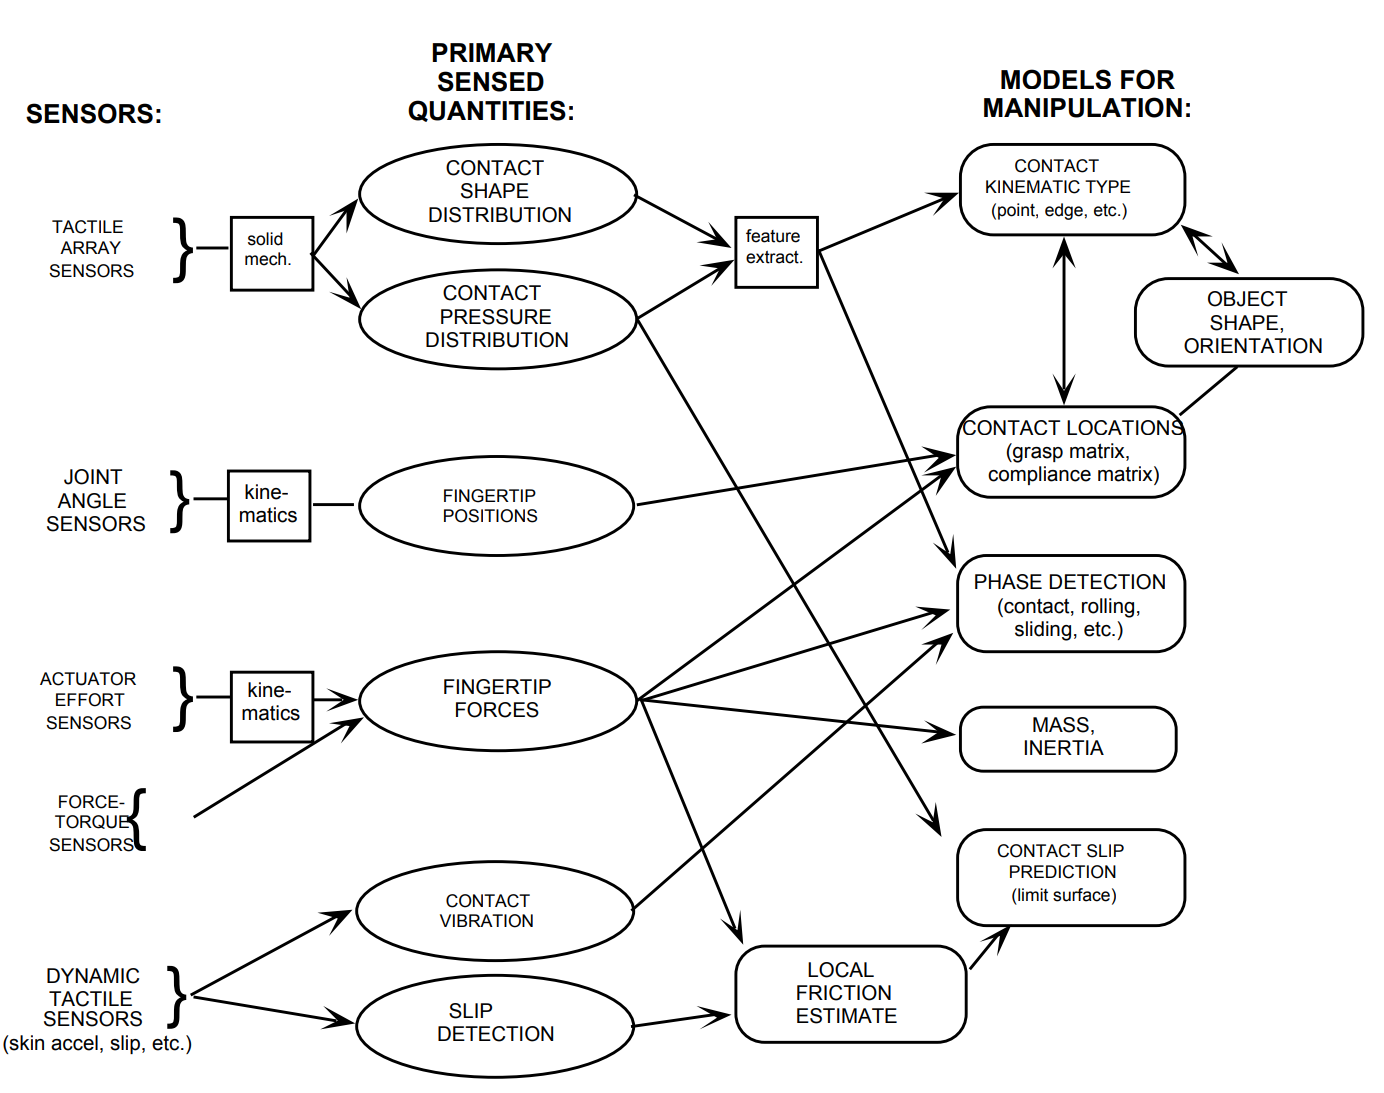 SENSORS:
PRIMARY
SENSED
QUANTITIES:
MODELS FOR
MANIPULATION:
TACTILE
ARRAY
SENSORS
solid
mech.
CONTACT
SHAPE
DISTRIBUTION
CONTACT
PRESSURE
DISTRIBUTION
feature
extract.
CONTACT
KINEMATIC TYPE
(point, edge, etc.)
OBJECT
SHAPE,
ORIENTATION
JOINT
ANGLE
SENSORS
kine-
matics
FINGERTIP
POSITIONS
CONTACT LOCATIONS
(grasp matrix,
compliance matrix)
PHASE DETECTION
(contact, rolling,
sliding, etc.)
ACTUATOR
EFFORT
SENSORS
kine-
matics
FINGERTIP
FORCES
MASS,
INERTIA
FORCE-
TORQUE
SENSORS
CONTACT SLIP
PREDICTION
(limit surface)
CONTACT
VIBRATION
DYNAMIC
TACTILE
SENSORS
(skin accel, slip, etc.)
SLIP
DETECTION
LOCAL
FRICTION
ESTIMATE